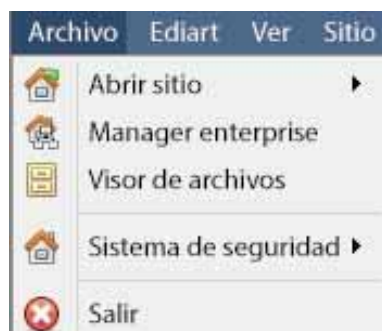 Archivo Ediart Ver Sitio
Abrir sitio
Manager enterprise
Visor de archivos
Sistema de seguridad
Salir